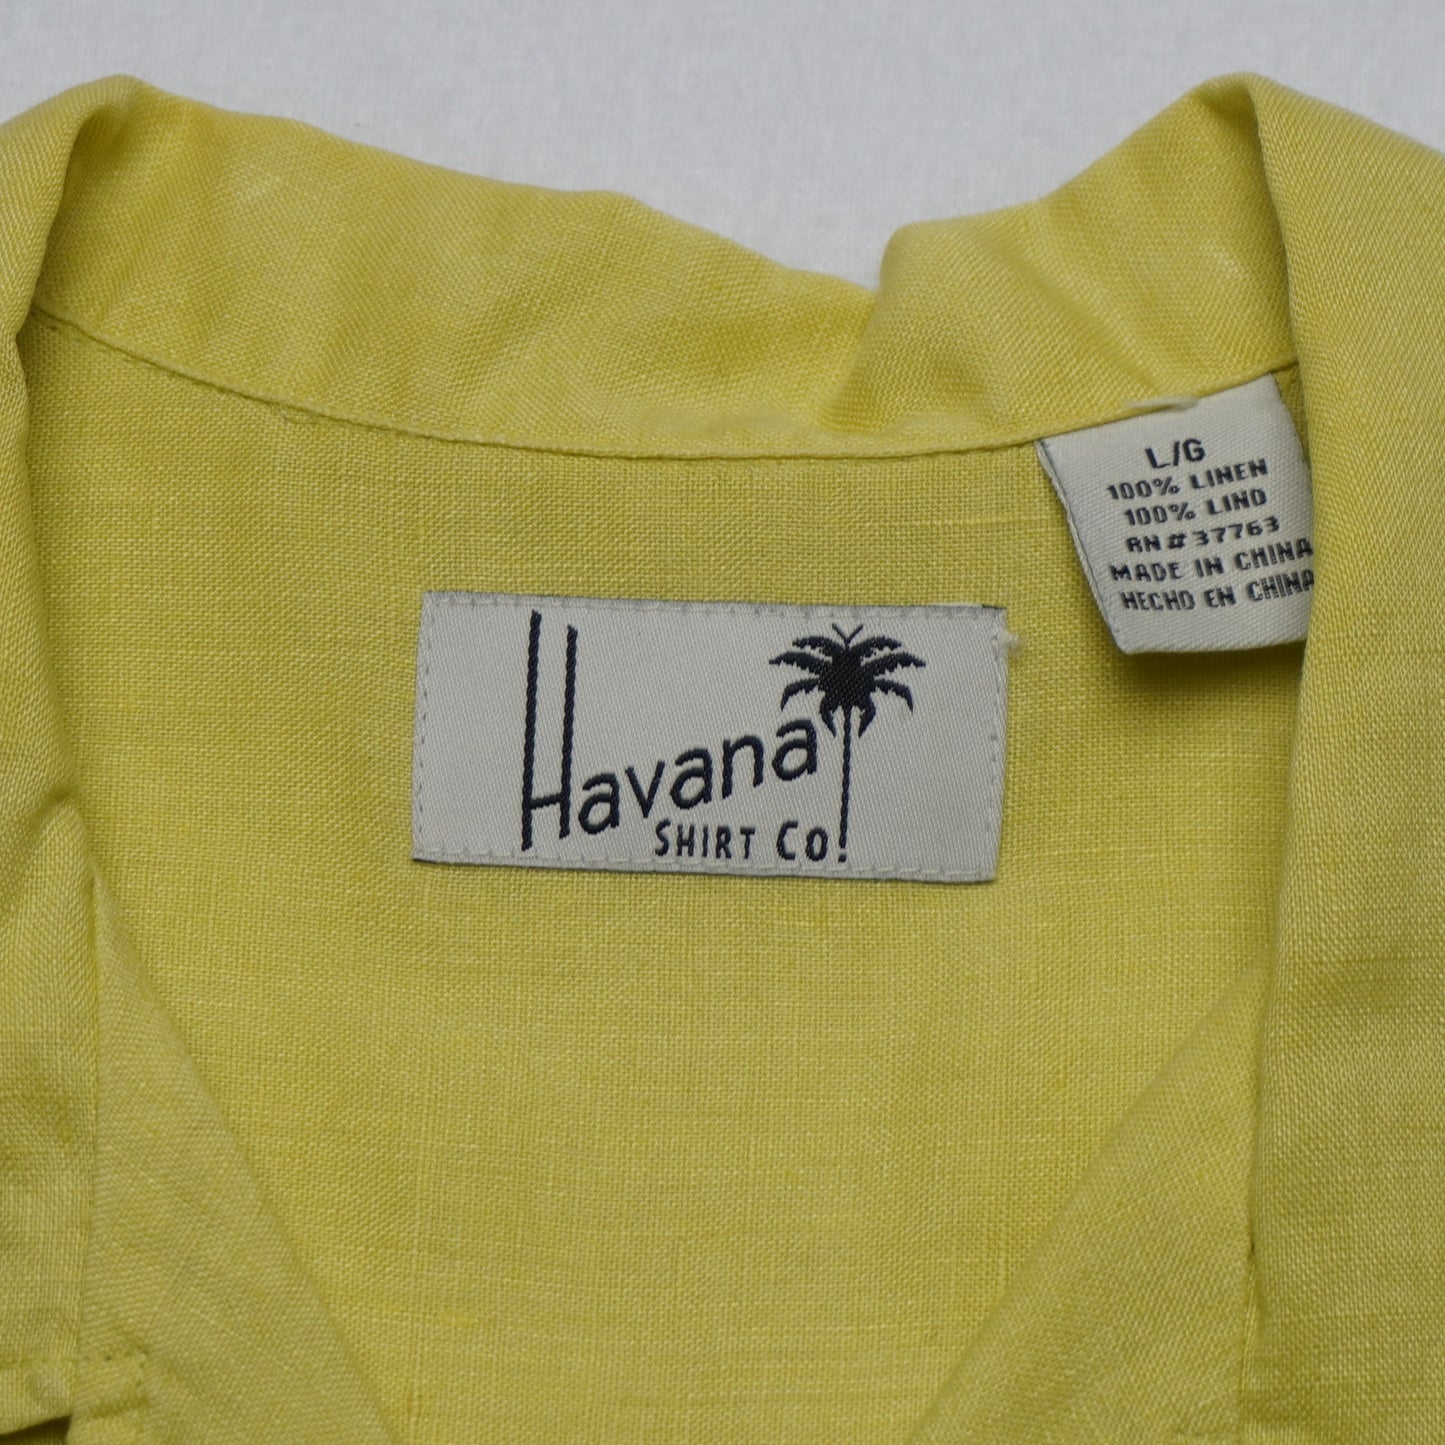 L/G
100% LINEN
100% LINO
RN# 37763
MADE IN CHINA
HECHO EN CHINA
Havana
SHIRT CO.